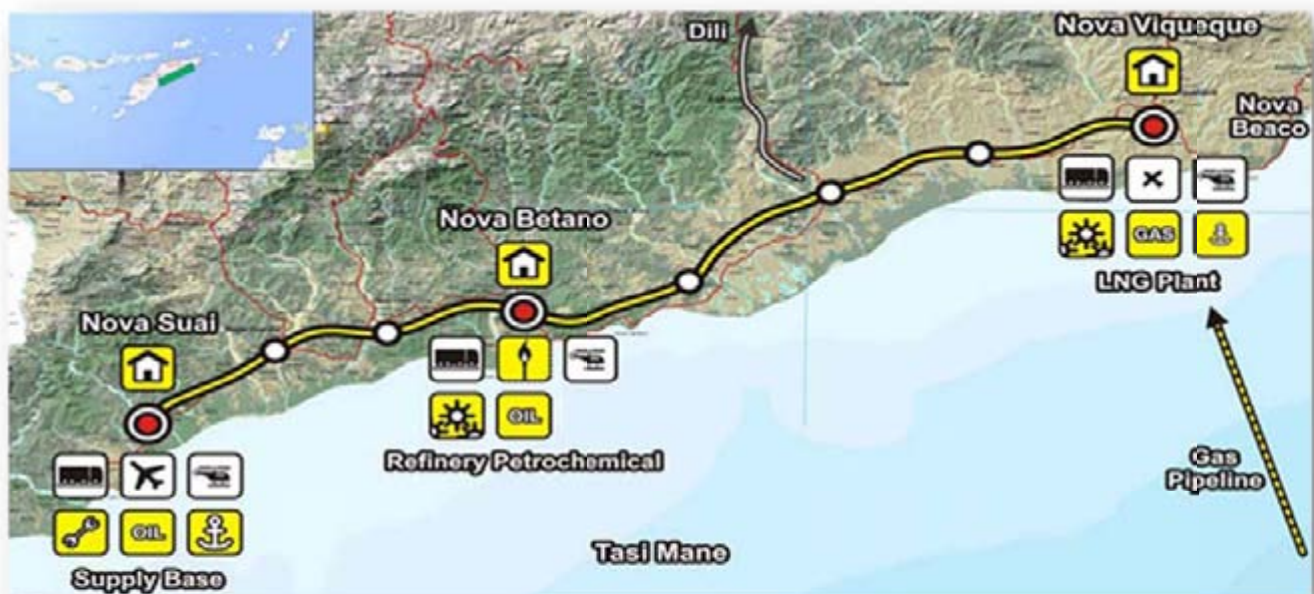 Dili
Nova Viqueque
Nova
Beaco
Nova Betano
GAS
LNG Plant
Nova Suai
OIL
Refinery Petrochemical
Gas
Pipeline
OIL
Tasi Mane
Supply Base